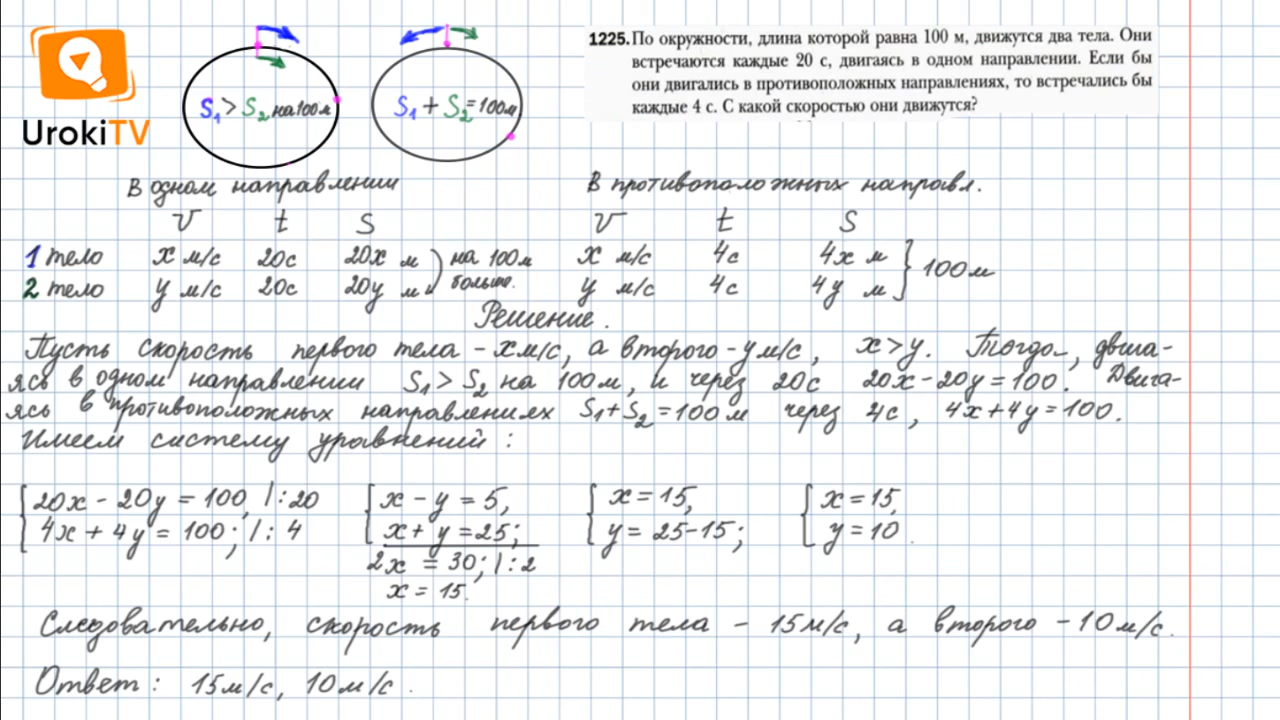 UrokiTV
S₁ > S₂ на 100 м
S₁ + S₂ = 100 м
1225. По окружности, длина которой равна 100 м, движутся два тела. Они
встречаются каждые 20 с, двигаясь в одном направлении. Если бы
они двигались в противоположных направлениях, то встречались бы
каждые 4 с. С какой скоростью они движутся?
В одном направлении
V t S
1 тело x м/с 20с 20x м
2 тело y м/с 20с 20y м
на 100м
больше.
В противоположных направл.
V t S
x м/с 4с 4x м
y м/с 4с 4y м
100м
Решение.
Пусть скорость первого тела - x м/с, а второго - y м/с, x > y. Тогда, двига-
ясь в одном направлении S₁ > S₂ на 100 м, и через 20с 20x - 20y = 100. Двига-
ясь в противоположных направлениях S₁ + S₂ = 100 м через 4с, 4x + 4y = 100.
Имеем систему уравнений:
{ 20x - 20y = 100, |: 20
4x + 4y = 100; |: 4
{ x - y = 5,
x + y = 25;
2x = 30; |: 2
x = 15.
{ x = 15,
y = 25 - 15;
{ x = 15,
y = 10.
Следовательно, скорость первого тела - 15 м/с, а второго - 10 м/с.
Ответ: 15 м/с, 10 м/с.